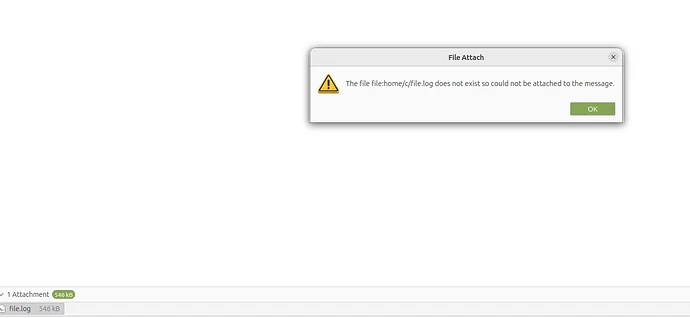 File Attach
The file file:home/c/file.log does not exist so could not be attached to the message.
OK
1 Attachment 546 kB
file.log 546 kB